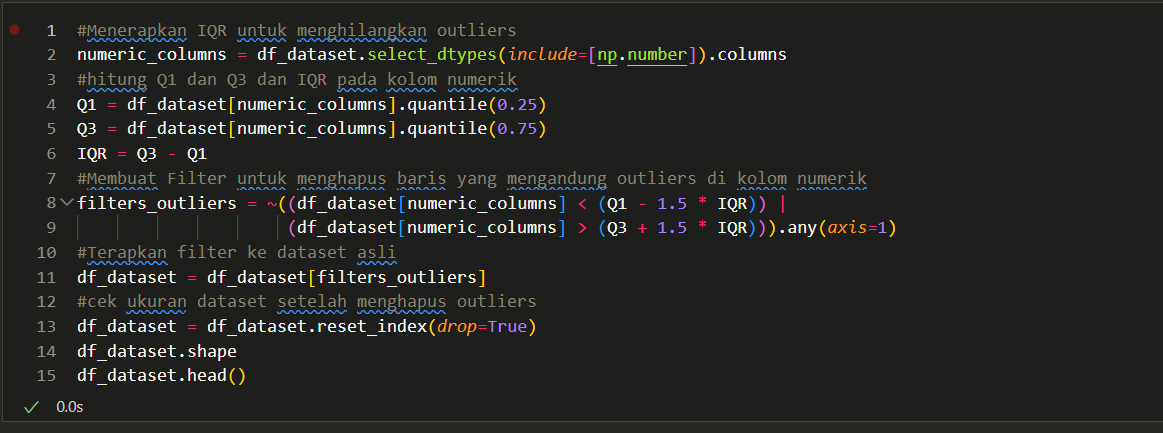 1 #Menerapkan IQR untuk menghilangkan outliers
2 numeric_columns = df_dataset.select_dtypes(include=[np.number]).columns
3 #hitung Q1 dan Q3 dan IQR pada kolom numerik
4 Q1 = df_dataset[numeric_columns].quantile(0.25)
5 Q3 = df_dataset[numeric_columns].quantile(0.75)
6 IQR = Q3 - Q1
7 #Membuat Filter untuk menghapus baris yang mengandung outliers di kolom numerik
8 filters_outliers = ~((df_dataset[numeric_columns] < (Q1 - 1.5 * IQR)) |
9 (df_dataset[numeric_columns] > (Q3 + 1.5 * IQR))).any(axis=1)
10 #Terapkan filter ke dataset asli
11 df_dataset = df_dataset[filters_outliers]
12 #cek ukuran dataset setelah menghapus outliers
13 df_dataset = df_dataset.reset_index(drop=True)
14 df_dataset.shape
15 df_dataset.head()
0.0s